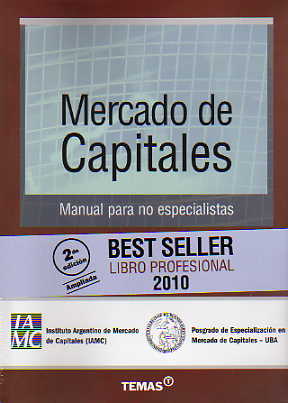 Mercado de
Capitales
Manual para no especialistas
2da
edición
Ampliada
BEST SELLER
LIBRO PROFESIONAL
2010
IAMC
Instituto Argentino de Mercado
de Capitales (IAMC)
Posgrado de Especialización en
Mercado de Capitales - UBA
TEMAS T